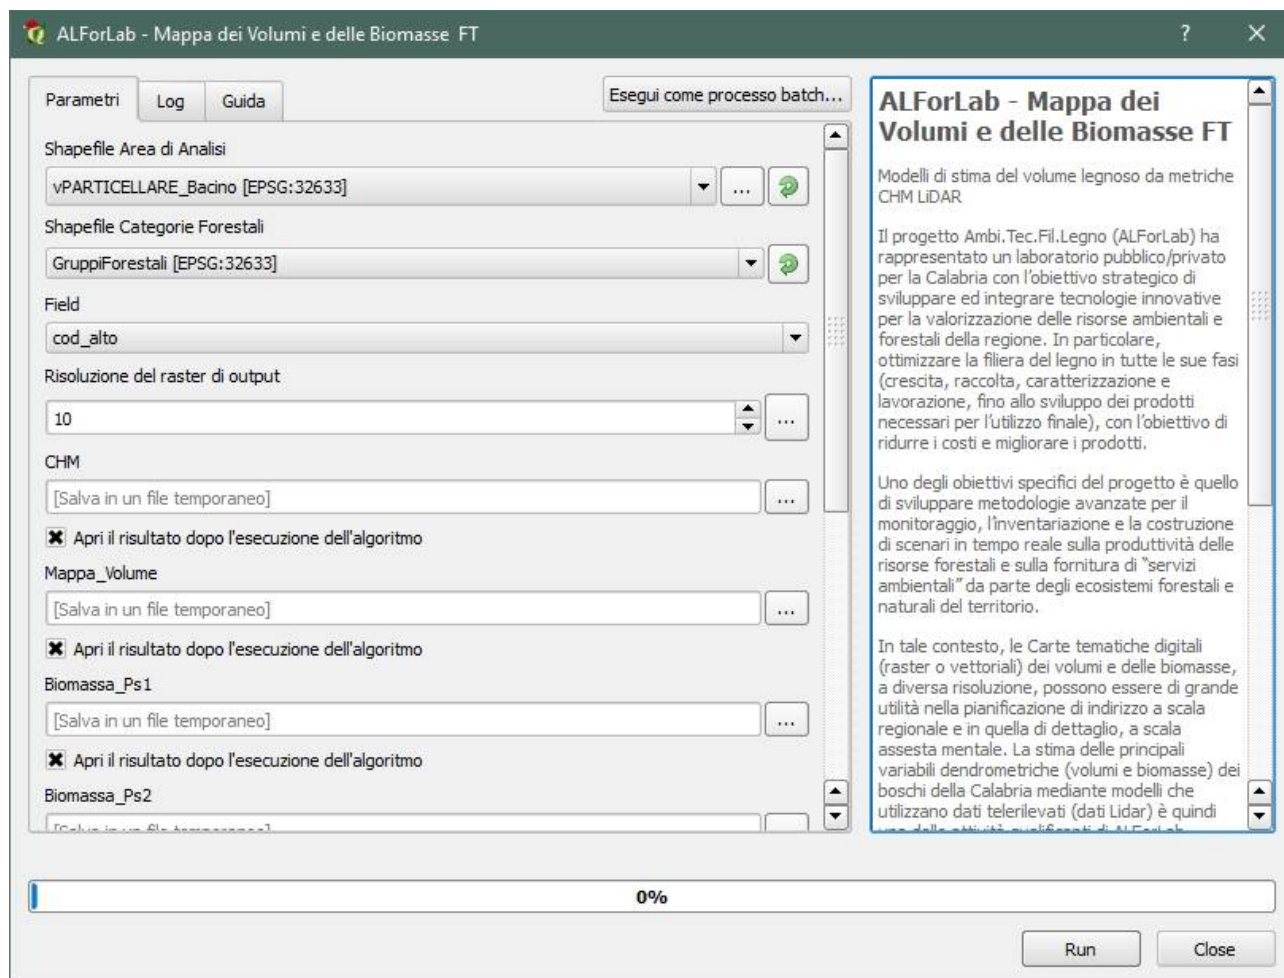 ALForLab - Mappa dei Volumi e delle Biomasse FT
?
Parametri
Log
Guida
Esegui come processo batch...
Shapefile Area di Analisi
vPARTICELLARE_Bacino [EPSG:32633]
...
Shapefile Categorie Forestali
GruppiForestali [EPSG:32633]
Field
cod_alto
Risoluzione del raster di output
10
...
CHM
[Salva in un file temporaneo]
...
Apri il risultato dopo l'esecuzione dell'algoritmo
Mappa_Volume
[Salva in un file temporaneo]
...
Apri il risultato dopo l'esecuzione dell'algoritmo
Biomassa_Ps1
[Salva in un file temporaneo]
...
Apri il risultato dopo l'esecuzione dell'algoritmo
Biomassa_Ps2
ALForLab - Mappa dei
Volumi e delle Biomasse FT
Modelli di stima del volume legnoso da metriche
CHM LiDAR
Il progetto Ambi.Tec.Fil.Legno (ALForLab) ha
rappresentato un laboratorio pubblico/privato
per la Calabria con l'obiettivo strategico di
sviluppare ed integrare tecnologie innovative
per la valorizzazione delle risorse ambientali e
forestali della regione. In particolare,
ottimizzare la filiera del legno in tutte le sue fasi
(crescita, raccolta, caratterizzazione e
lavorazione, fino allo sviluppo dei prodotti
necessari per l'utilizzo finale), con l'obiettivo di
ridurre i costi e migliorare i prodotti.
Uno degli obiettivi specifici del progetto è quello
di sviluppare metodologie avanzate per il
monitoraggio, l'inventariazione e la costruzione
di scenari in tempo reale sulla produttività delle
risorse forestali e sulla fornitura di "servizi
ambientali" da parte degli ecosistemi forestali e
naturali del territorio.
In tale contesto, le Carte tematiche digitali
(raster o vettoriali) dei volumi e delle biomasse,
a diversa risoluzione, possono essere di grande
utilità nella pianificazione di indirizzo a scala
regionale e in quella di dettaglio, a scala
assesta mentale. La stima delle principali
variabili dendrometriche (volumi e biomasse) dei
boschi della Calabria mediante modelli che
utilizzano dati telerilevati (dati Lidar) è quindi
0%
Run
Close